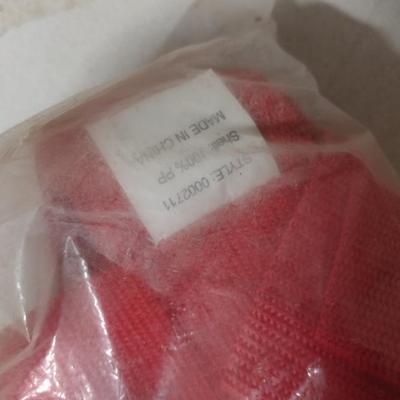 STYLE: 0002711
Shell: 100% PP
MADE IN CHINA